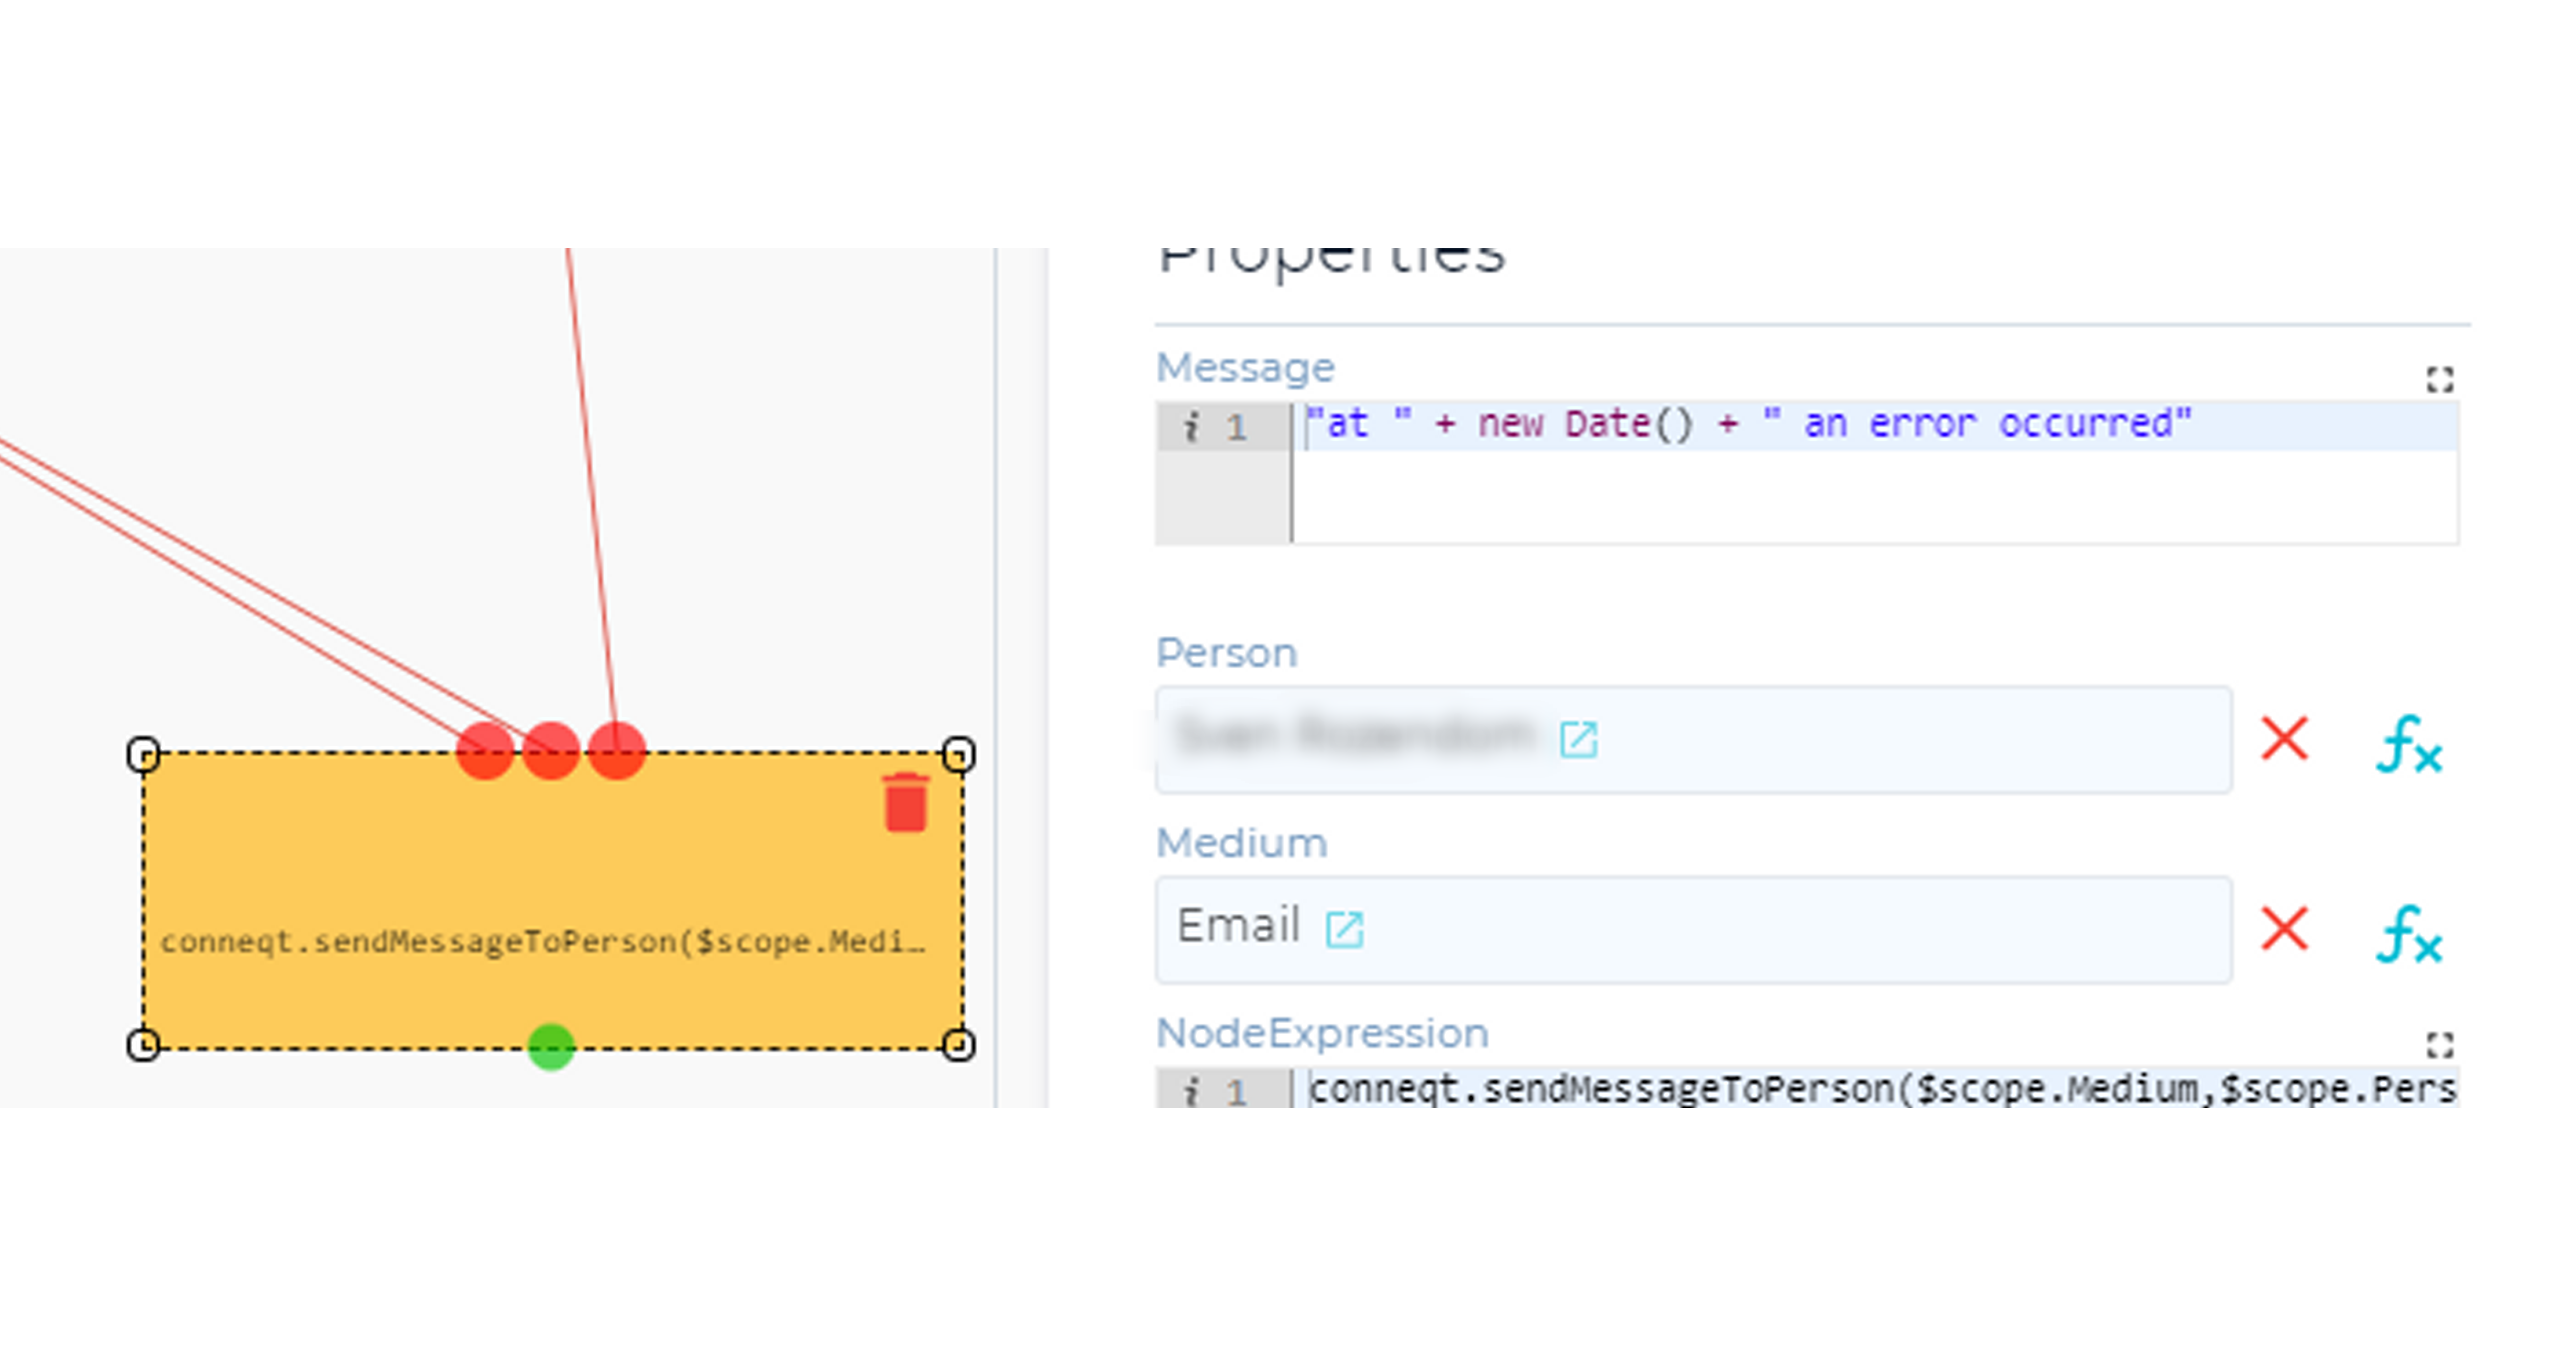 Properties
Message
i 1 "at " + new Date() + " an error occurred"
Person
Medium
Email
conneqt.sendMessageToPerson($scope.Medi…
NodeExpression
i 1 conneqt.sendMessageToPerson($scope.Medium,$scope.Pers